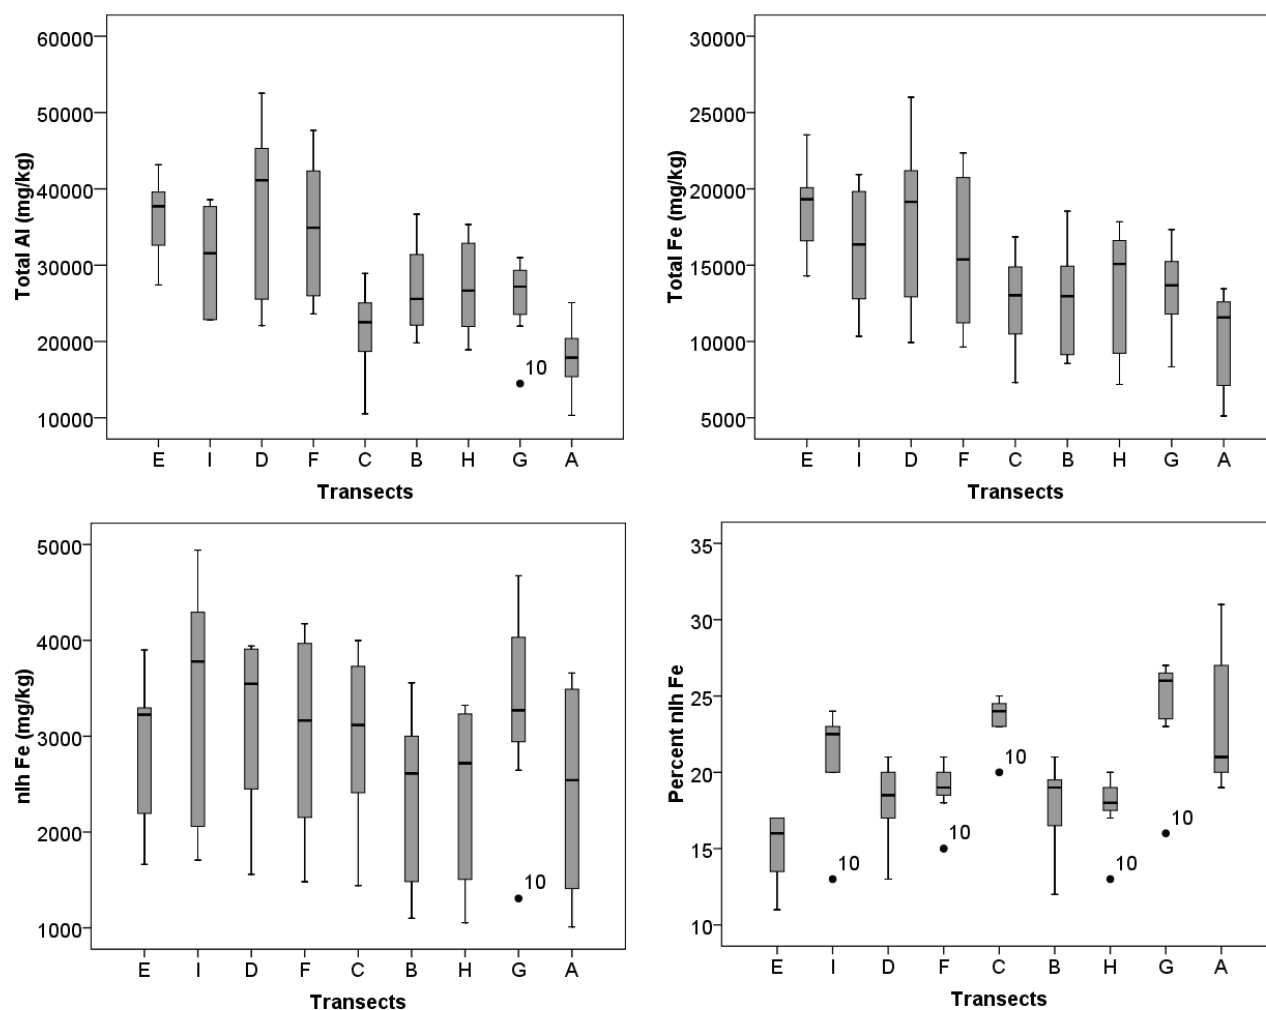 Total Al (mg/kg)
60000
50000
40000
30000
20000
10000
10
E I D F C B H G A
Transects
Total Fe (mg/kg)
30000
25000
20000
15000
10000
5000
E I D F C B H G A
Transects
nlh Fe (mg/kg)
5000
4000
3000
2000
1000
10
E I D F C B H G A
Transects
Percent nlh Fe
35
30
25
20
15
10
10
10
10
10
10
E I D F C B H G A
Transects